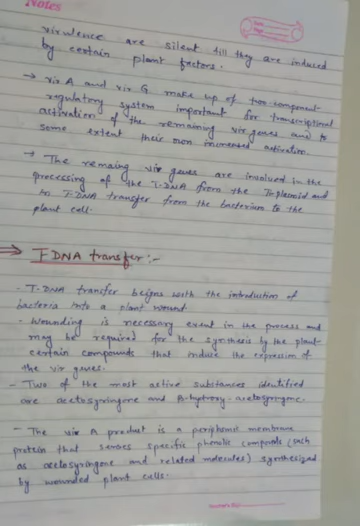 Notes
Date
Page
virulence are silent till they are induced
by certain plant factors.
→ vir A and vir G make up of two-component
regulatory system important for transcriptional
activation of the remaining vir genes and to
some extent their own activation.
→ The remaing vir genes are involved in the
processing of the T-DNA from the Ti-plasmid and
in T-DNA transfer from the bacterium to the
plant cell.
⇒ T DNA transfer:-
- T-DNA transfer begins with the introduction of
bacteria into a plant wound.
- Wounding is necessary event in the process and
may be required for the synthesis by the plant
certain compounds that induce the expression of
the vir genes.
- Two of the most active substances identified
are acetosyringone and
- The vir A product is a membrane
protein that senses specific phenolic compounds (such
as acetosyringone and related molecules) synthesized
by wounded plant cells.